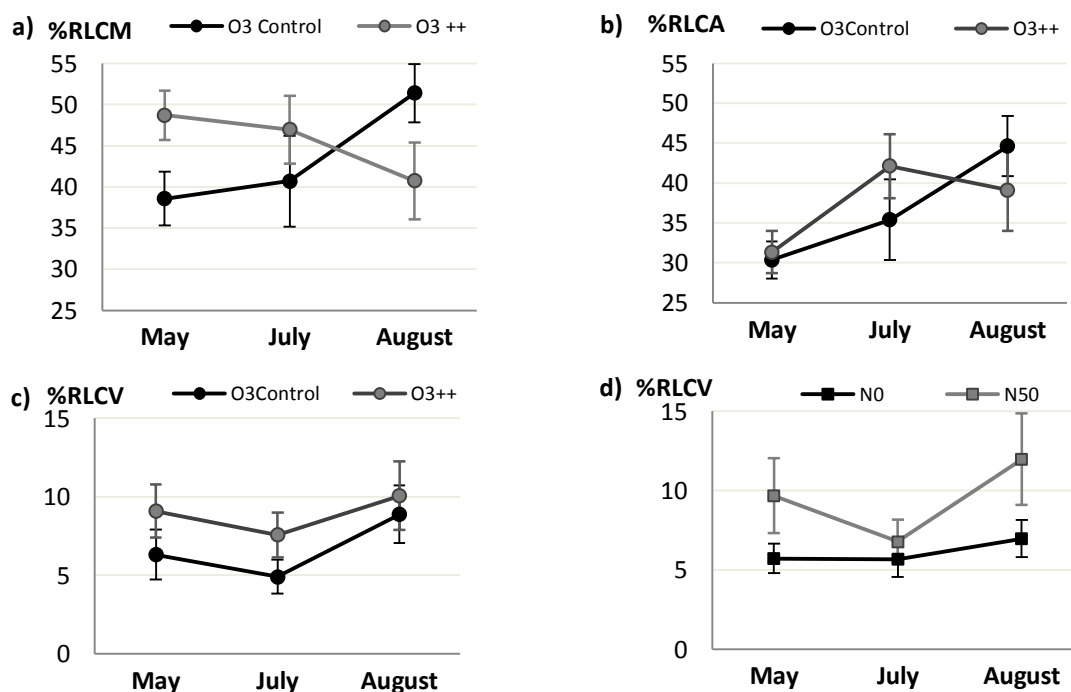 a) %RLCM O3 Control O3 ++
55
50
45
40
35
30
25
May July August
b) %RLCA O3Control O3++
55
50
45
40
35
30
25
May July August
c) %RLCV O3Control O3++
15
10
5
0
May July August
d) %RLCV N0 N50
15
10
5
0
May July August